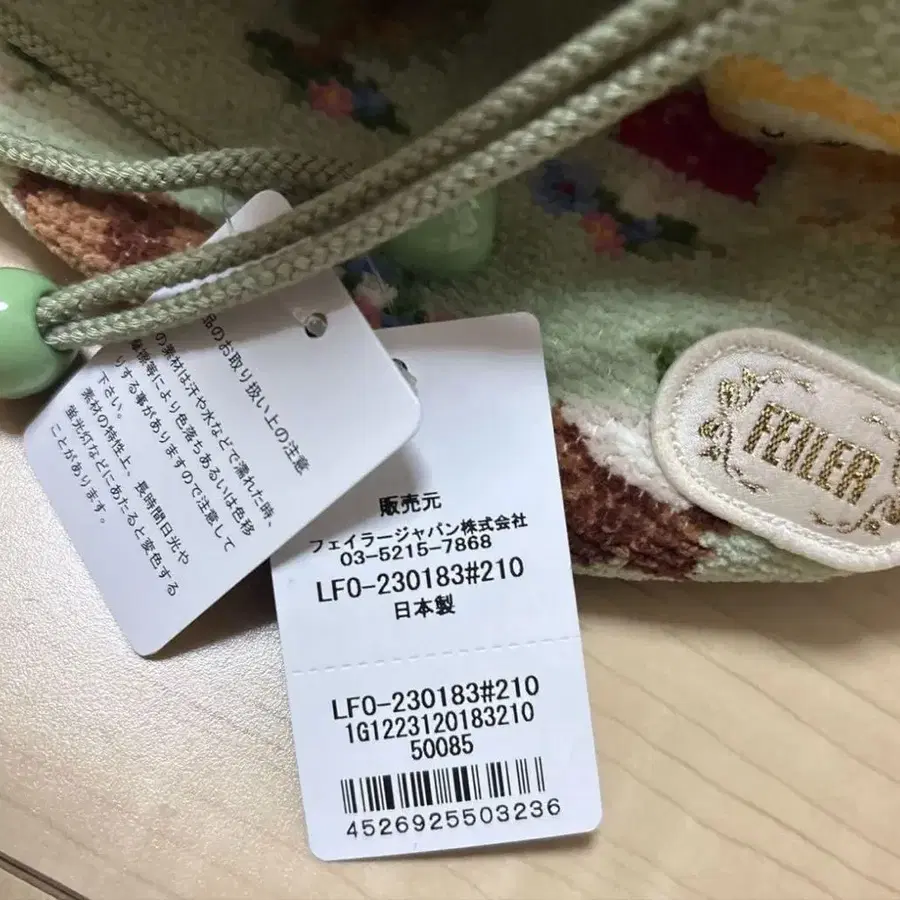 品のお取り扱い上の注意
の素材は汗や水などで濡れた時、
擦等により色落ちあるいは色移
りする事がありますので注意して
下さい。
素材の特性上、長時間日光や
蛍光灯などにあたると変色する
ことがあります。
販売元
フェイラージャパン株式会社
03-5215-7868
LFO-230183#210
日本製
LFO-230183#210
1G1223120183210
50085
4526925503236
FEILER